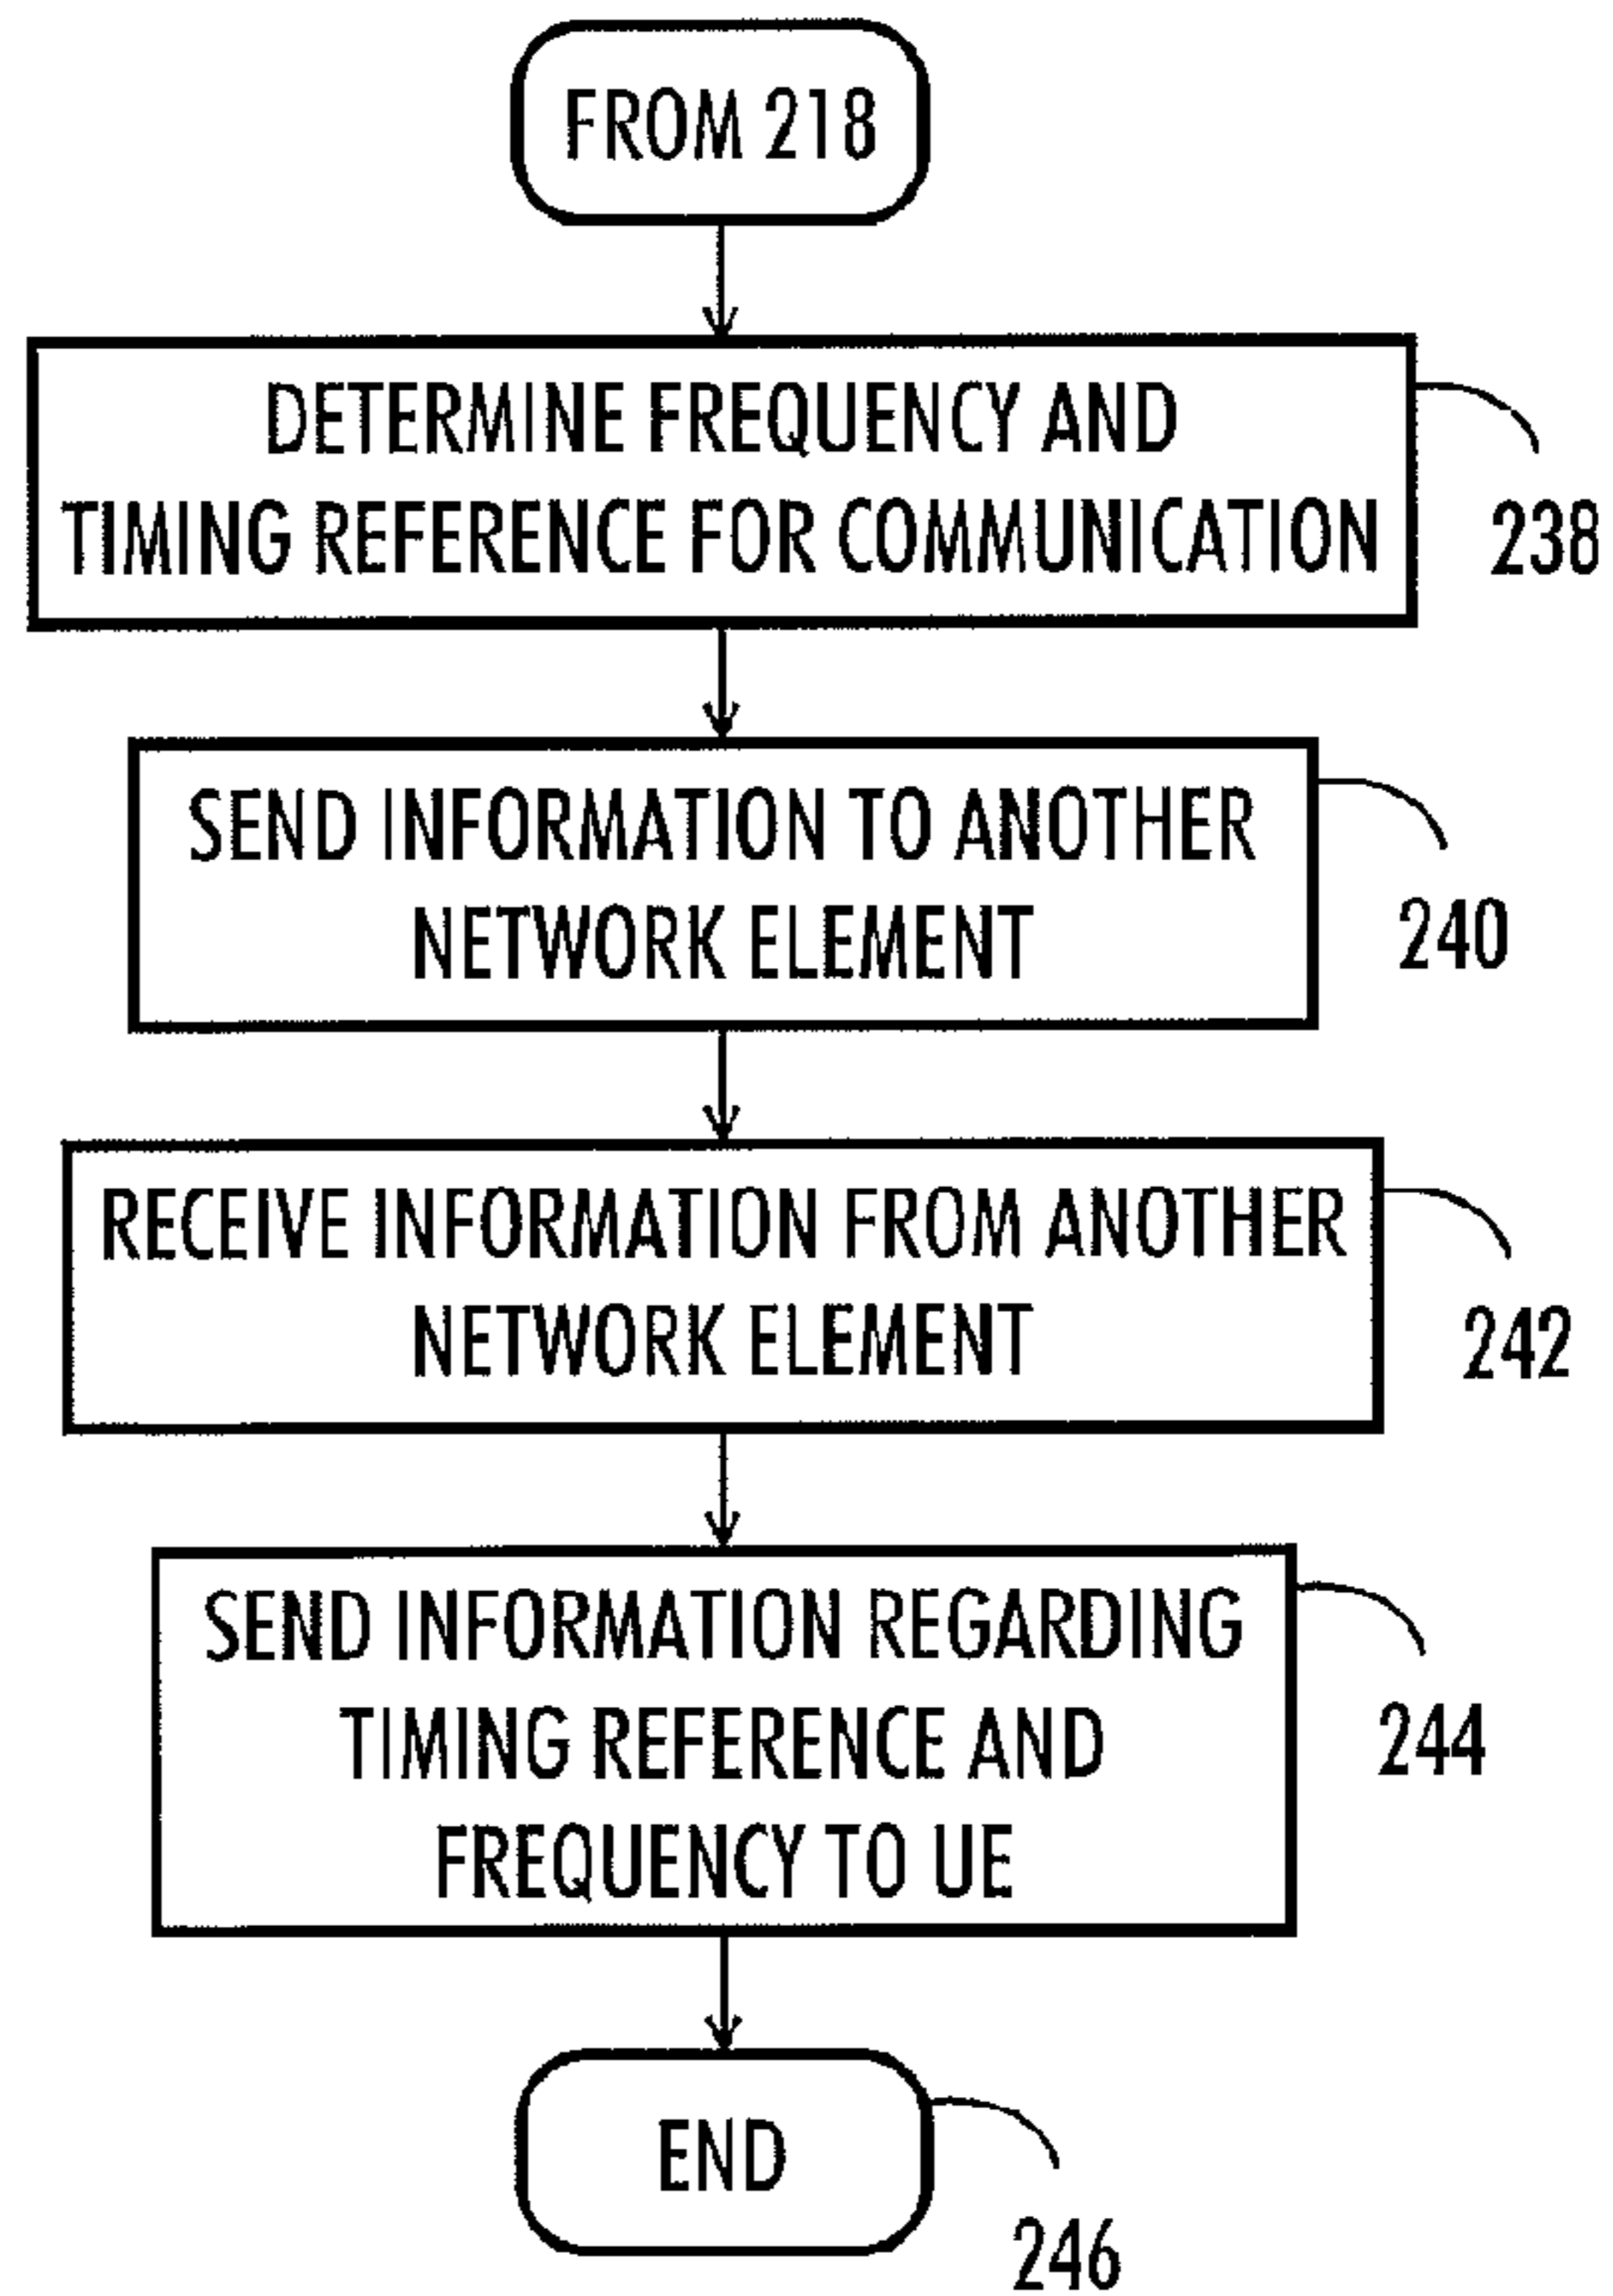 FROM 218
DETERMINE FREQUENCY AND
TIMING REFERENCE FOR COMMUNICATION
238
SEND INFORMATION TO ANOTHER
NETWORK ELEMENT
240
RECEIVE INFORMATION FROM ANOTHER
NETWORK ELEMENT
242
SEND INFORMATION REGARDING
TIMING REFERENCE AND
FREQUENCY TO UE
244
END
246